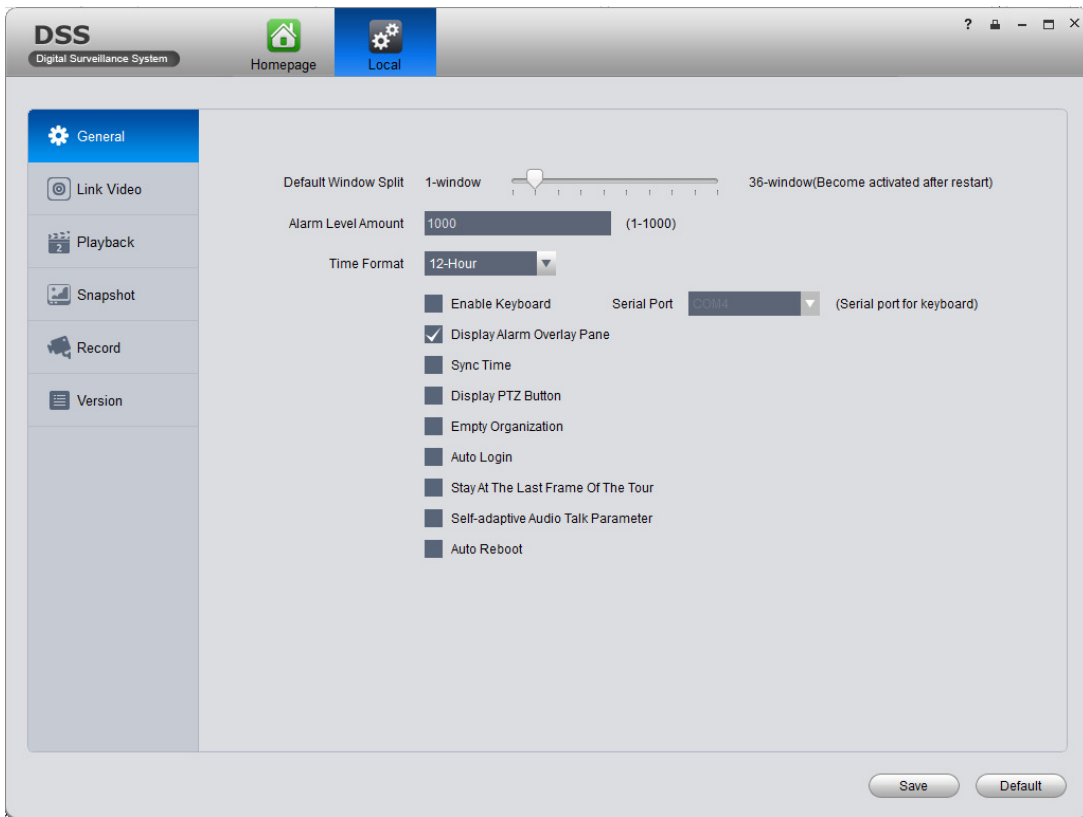 DSS
Digital Surveillance System
Homepage
Local
?
General
Link Video
Playback
Snapshot
Record
Version
Default Window Split 1-window 36-window(Become activated after restart)
Alarm Level Amount 1000 (1-1000)
Time Format 12-Hour
Enable Keyboard Serial Port COM4 (Serial port for keyboard)
Display Alarm Overlay Pane
Sync Time
Display PTZ Button
Empty Organization
Auto Login
Stay At The Last Frame Of The Tour
Self-adaptive Audio Talk Parameter
Auto Reboot
Save Default